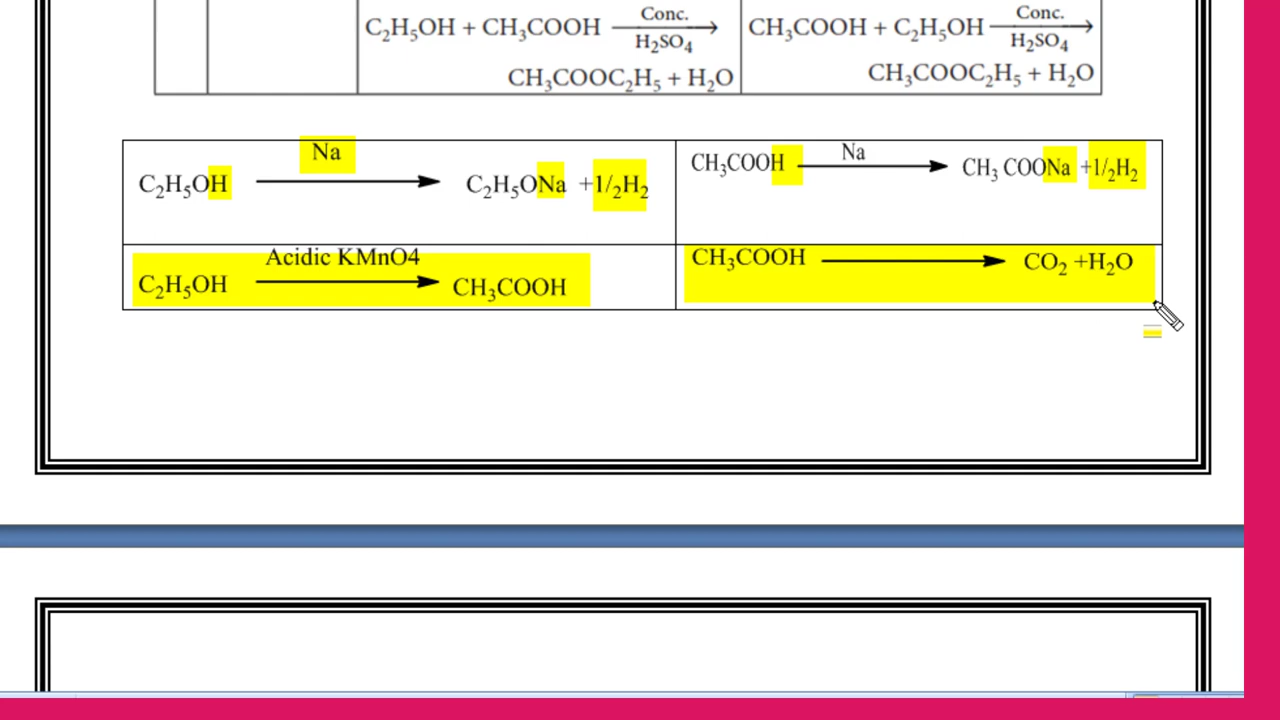 C₂H₅OH + CH₃COOH Conc. H₂SO₄ →
CH₃COOC₂H₅ + H₂O
CH₃COOH + C₂H₅OH Conc. H₂SO₄ →
CH₃COOC₂H₅ + H₂O
Na
C₂H₅OH → C₂H₅ONa +1/₂H₂
Na
CH₃COOH → CH₃ COONa +1/₂H₂
Acidic KMnO4
C₂H₅OH → CH₃COOH
CH₃COOH → CO₂ +H₂O